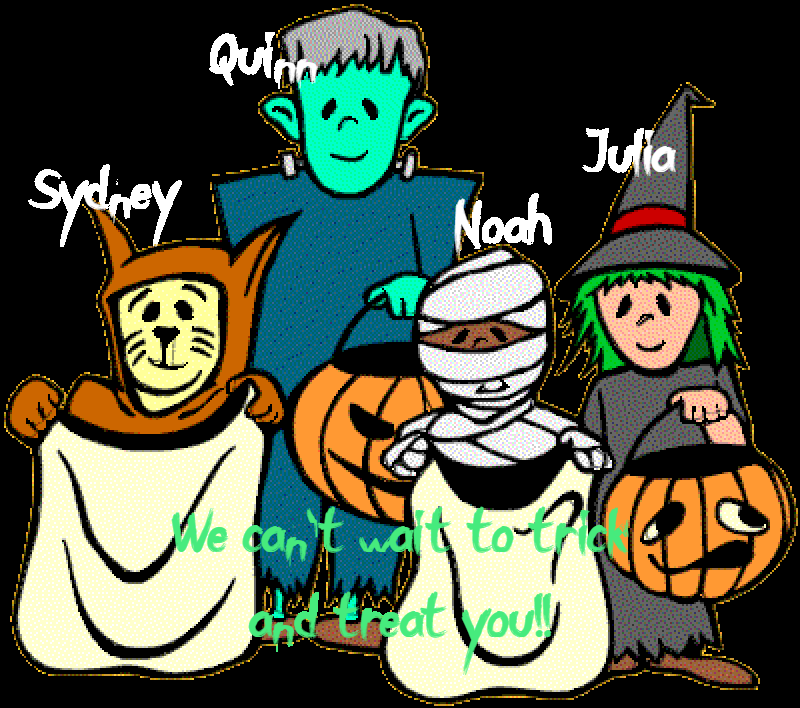 Quinn
Julia
Sydney
Noah
We can't wait to trick
and treat you!!